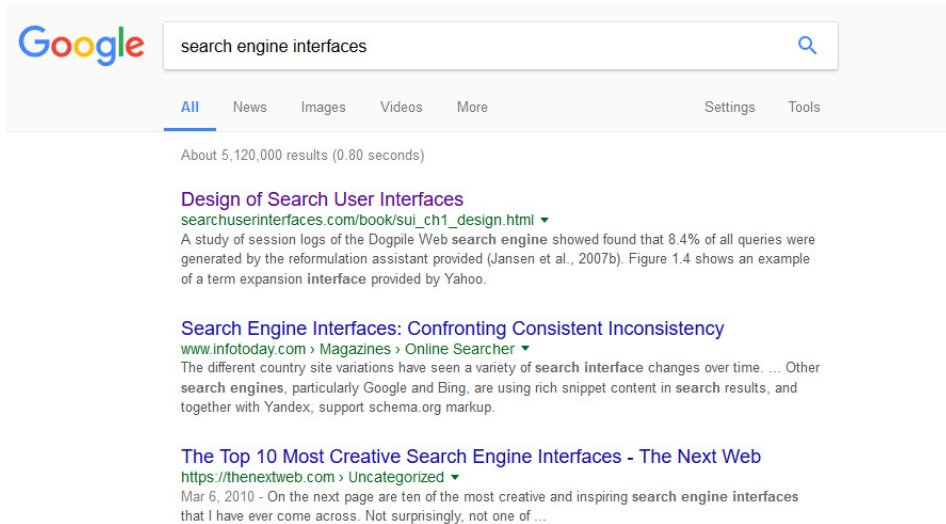 Google
search engine interfaces
All News Images Videos More Settings Tools
About 5,120,000 results (0.80 seconds)
Design of Search User Interfaces
searchuserinterfaces.com/book/sui_ch1_design.html
A study of session logs of the Dogpile Web search engine showed found that 8.4% of all queries were
generated by the reformulation assistant provided (Jansen et al., 2007b). Figure 1.4 shows an example
of a term expansion interface provided by Yahoo.
Search Engine Interfaces: Confronting Consistent Inconsistency
www.infotoday.com › Magazines › Online Searcher
The different country site variations have seen a variety of search interface changes over time. ... Other
search engines, particularly Google and Bing, are using rich snippet content in search results, and
together with Yandex, support schema.org markup.
The Top 10 Most Creative Search Engine Interfaces - The Next Web
https://thenextweb.com › Uncategorized
Mar 6, 2010 - On the next page are ten of the most creative and inspiring search engine interfaces
that I have ever come across. Not surprisingly, not one of ...